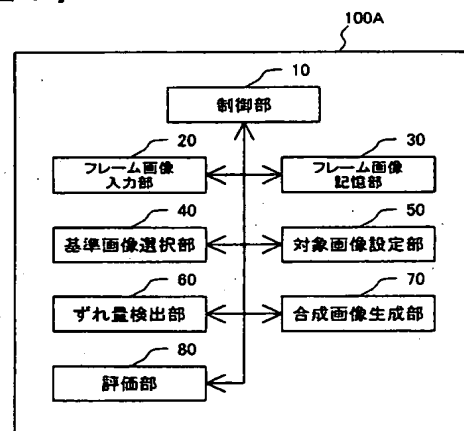 100A
10
制御部
20
フレーム画像
入力部
30
フレーム画像
記憶部
40
基準画像選択部
50
対象画像設定部
60
ずれ量検出部
70
合成画像生成部
80
評価部